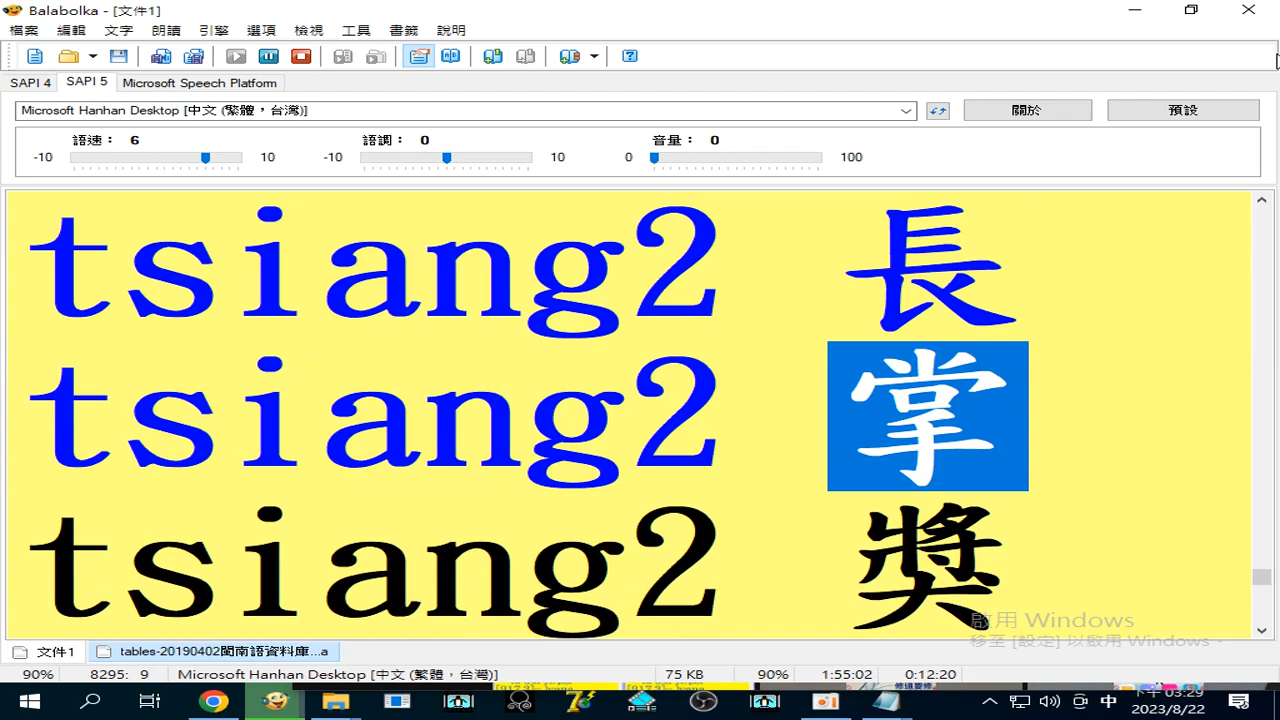 Balabolka - [文件1]
檔案 編輯 文字 朗讀 引擎 選項 檢視 工具 書籤 說明
SAPI 4 SAPI 5 Microsoft Speech Platform
Microsoft Hanhan Desktop [中文 (繁體，台灣)] 關於 預設
語速： 6 語調： 0 音量： 0
-10 10 -10 10 0 100
tsiang2 長
tsiang2 掌
tsiang2 獎
啟用 Windows
移至 [設定] 以啟用 Windows。
文件1 tables-20190402閩南語資料庫...a
90% 8295: 9 Microsoft Hanhan Desktop [中文 (繁體，台灣)] 75 KB 90% 1:55:02 0:12:20
中 下午 03:29
2023/8/22